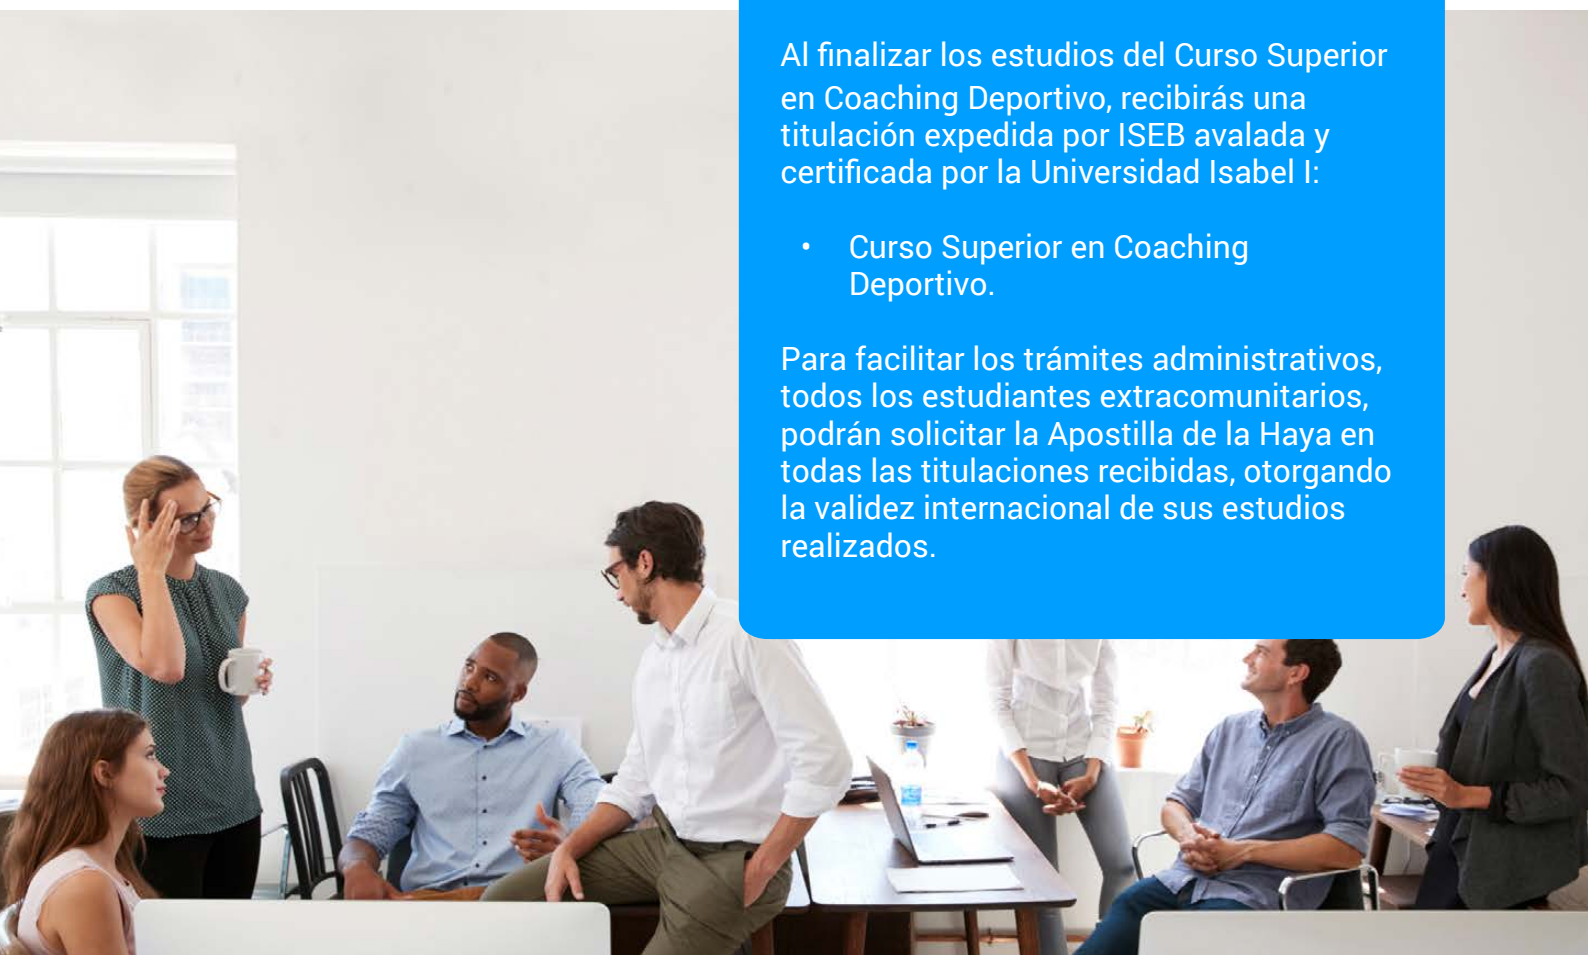 Al finalizar los estudios del Curso Superior
en Coaching Deportivo, recibirás una
titulación expedida por ISEB avalada y
certificada por la Universidad Isabel I:
• Curso Superior en Coaching
Deportivo.
Para facilitar los trámites administrativos,
todos los estudiantes extracomunitarios,
podrán solicitar la Apostilla de la Haya en
todas las titulaciones recibidas, otorgando
la validez internacional de sus estudios
realizados.